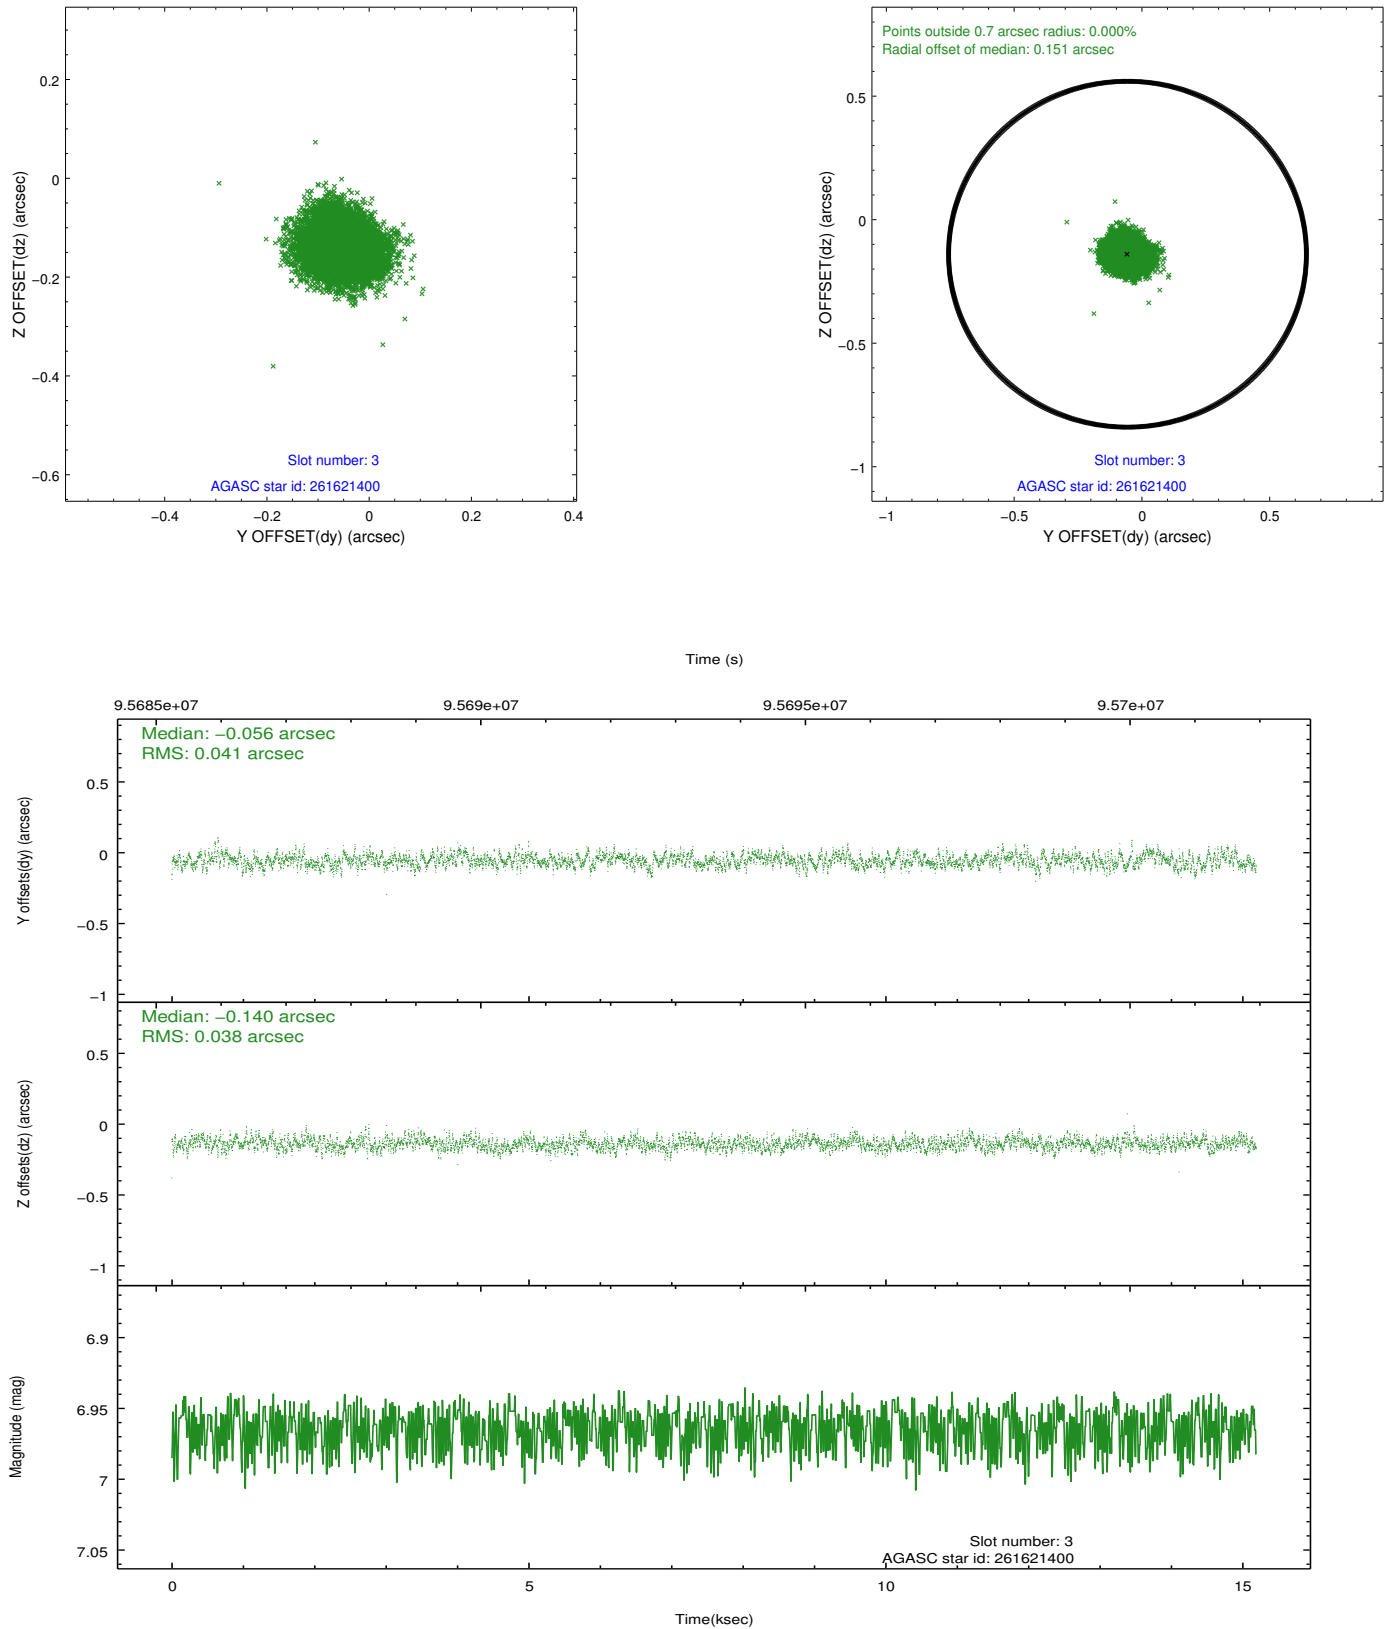 0.2
0
−0.2
−0.4
−0.6
Z OFFSET(dz) (arcsec)
Slot number: 3
AGASC star id: 261621400
−0.4
−0.2
0
0.2
0.4
Y OFFSET(dy) (arcsec)
Points outside 0.7 arcsec radius: 0.000%
Radial offset of median: 0.151 arcsec
0.5
0
−0.5
−1
Z OFFSET(dz) (arcsec)
Slot number: 3
AGASC star id: 261621400
−1
−0.5
0
0.5
Y OFFSET(dy) (arcsec)
Time (s)
9.5685e+07
9.569e+07
9.5695e+07
9.57e+07
Median: −0.056 arcsec
RMS: 0.041 arcsec
0.5
0
−0.5
−1
Y offsets(dy) (arcsec)
Median: −0.140 arcsec
RMS: 0.038 arcsec
0.5
0
−0.5
−1
Z offsets(dz) (arcsec)
6.9
6.95
7
7.05
Magnitude (mag)
Slot number: 3
AGASC star id: 261621400
0
5
10
15
Time(ksec)